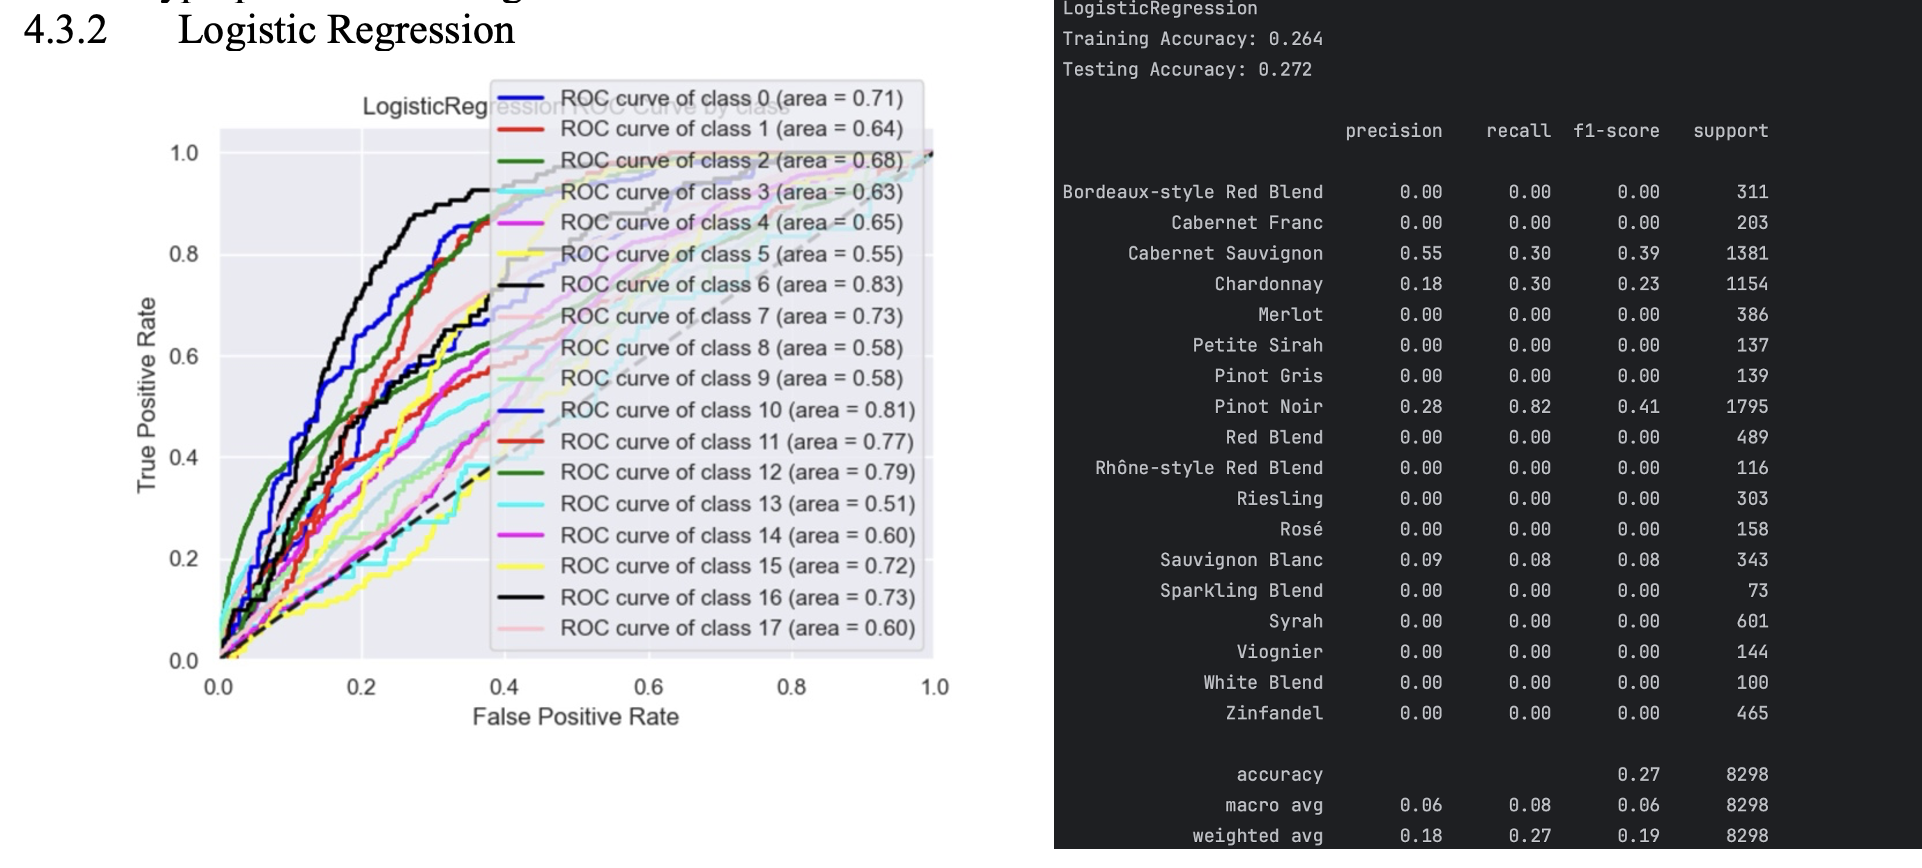 4.3.2 Logistic Regression
LogisticRegression ROC Curve by class
ROC curve of class 0 (area = 0.71)
ROC curve of class 1 (area = 0.64)
ROC curve of class 2 (area = 0.68)
ROC curve of class 3 (area = 0.63)
ROC curve of class 4 (area = 0.65)
ROC curve of class 5 (area = 0.55)
ROC curve of class 6 (area = 0.83)
ROC curve of class 7 (area = 0.73)
ROC curve of class 8 (area = 0.58)
ROC curve of class 9 (area = 0.58)
ROC curve of class 10 (area = 0.81)
ROC curve of class 11 (area = 0.77)
ROC curve of class 12 (area = 0.79)
ROC curve of class 13 (area = 0.51)
ROC curve of class 14 (area = 0.60)
ROC curve of class 15 (area = 0.72)
ROC curve of class 16 (area = 0.73)
ROC curve of class 17 (area = 0.60)
True Positive Rate
1.0
0.8
0.6
0.4
0.2
0.0
0.0 0.2 0.4 0.6 0.8 1.0
False Positive Rate
LogisticRegression
Training Accuracy: 0.264
Testing Accuracy: 0.272
precision recall f1-score support
Bordeaux-style Red Blend 0.00 0.00 0.00 311
Cabernet Franc 0.00 0.00 0.00 203
Cabernet Sauvignon 0.55 0.30 0.39 1381
Chardonnay 0.18 0.30 0.23 1154
Merlot 0.00 0.00 0.00 386
Petite Sirah 0.00 0.00 0.00 137
Pinot Gris 0.00 0.00 0.00 139
Pinot Noir 0.28 0.82 0.41 1795
Red Blend 0.00 0.00 0.00 489
Rhône-style Red Blend 0.00 0.00 0.00 116
Riesling 0.00 0.00 0.00 303
Rosé 0.00 0.00 0.00 158
Sauvignon Blanc 0.09 0.08 0.08 343
Sparkling Blend 0.00 0.00 0.00 73
Syrah 0.00 0.00 0.00 601
Viognier 0.00 0.00 0.00 144
White Blend 0.00 0.00 0.00 100
Zinfandel 0.00 0.00 0.00 465
accuracy 0.27 8298
macro avg 0.06 0.08 0.06 8298
weighted avg 0.18 0.27 0.19 8298